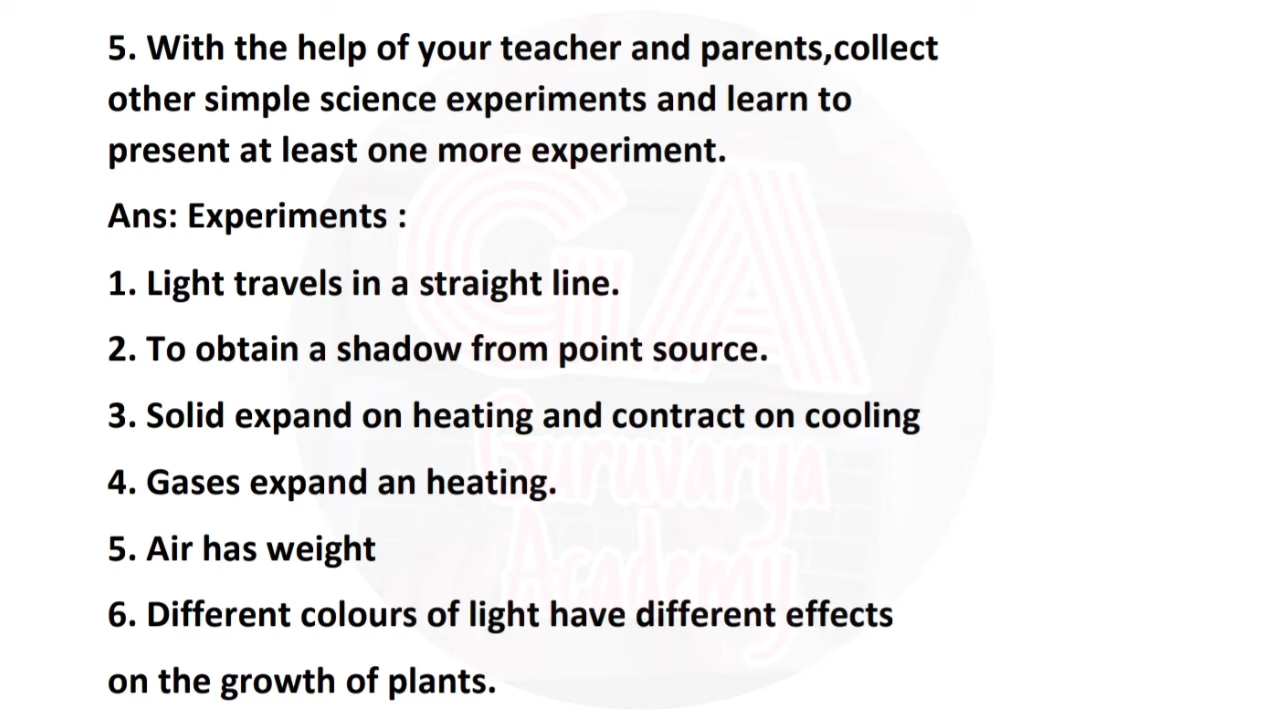 5. With the help of your teacher and parents,collect
other simple science experiments and learn to
present at least one more experiment.
Ans: Experiments :
1. Light travels in a straight line.
2. To obtain a shadow from point source.
3. Solid expand on heating and contract on cooling
4. Gases expand an heating.
5. Air has weight
6. Different colours of light have different effects
on the growth of plants.
GA
Guruvarya
Academy